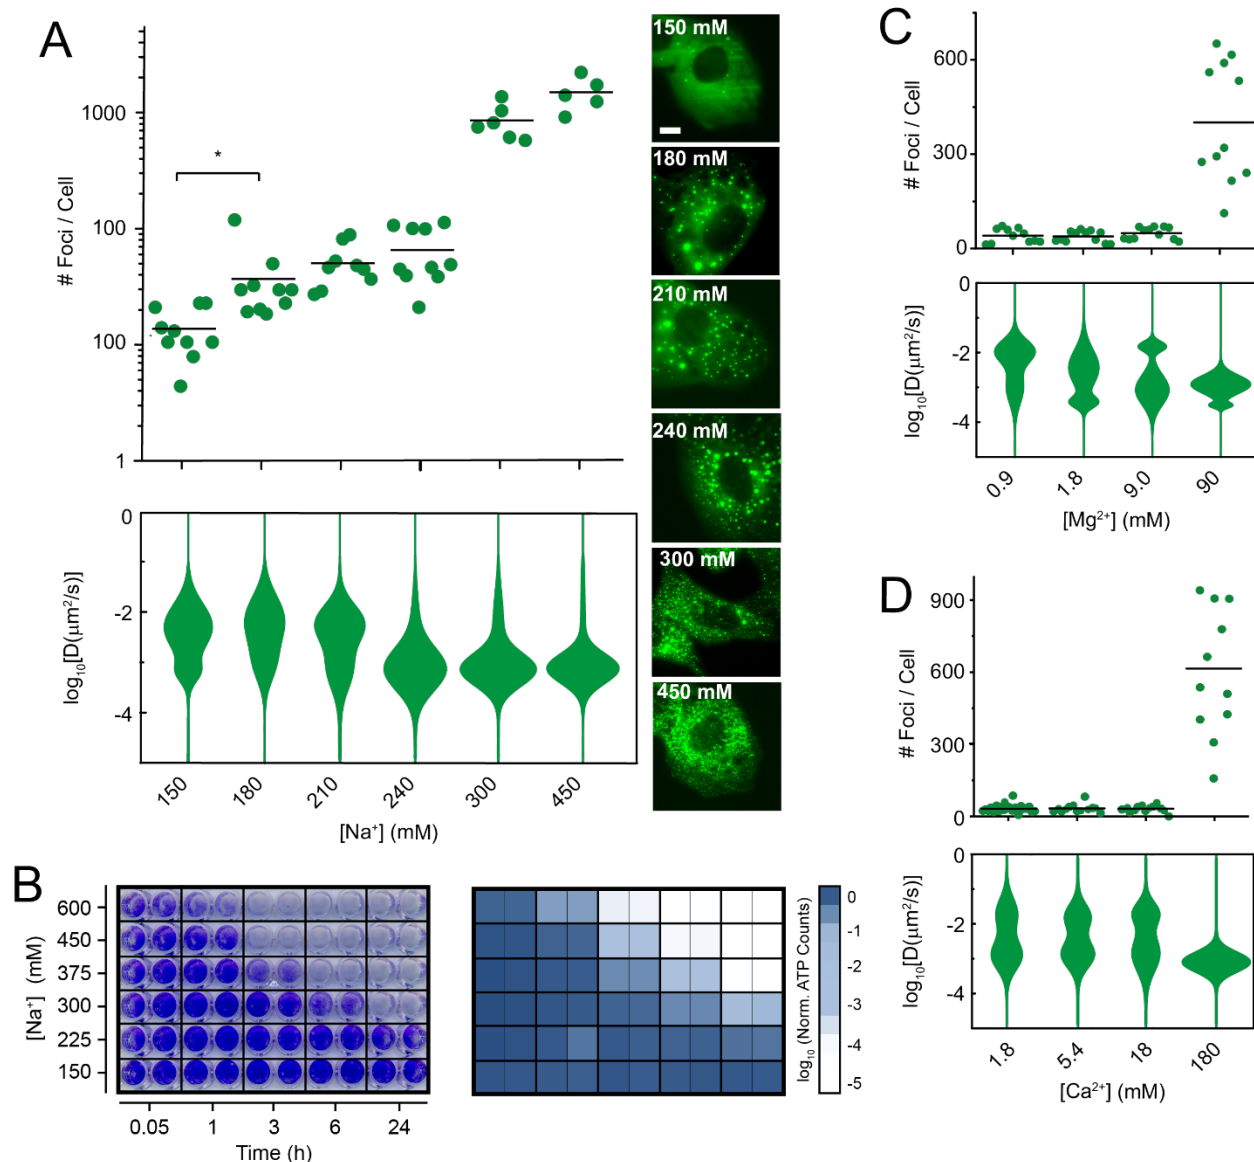 A
# Foci / Cell
1000
100
100
1
*
150 mM
180 mM
210 mM
240 mM
300 mM
450 mM
log10[D(μm²/s)]
0
-2
-4
150
180
210
240
300
450
[Na⁺] (mM)
B
[Na⁺] (mM)
600
450
375
300
225
150
0.05
1
3
6
24
Time (h)
0
-1
-2
-3
-4
-5
log₁₀ (Norm. ATP Counts)
C
# Foci / Cell
600
300
0
log₁₀[D(μm²/s)]
0
-2
-4
0.9
1.8
9.0
90
[Mg²⁺] (mM)
D
# Foci / Cell
900
600
300
0
log₁₀[D(μm²/s)]
0
-2
-4
1.8
5.4
18
180
[Ca²⁺] (mM)